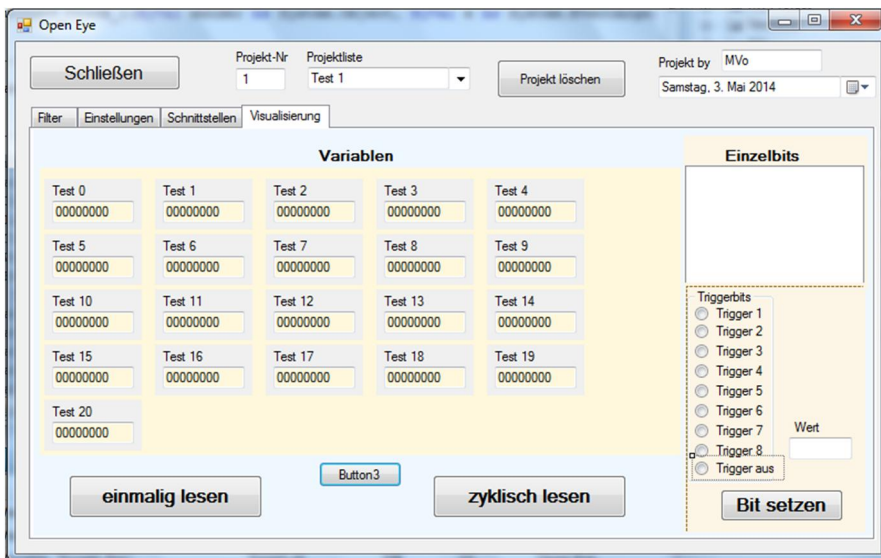 Open Eye
Schließen
Projekt-Nr
1
Projektliste
Test 1
Projekt löschen
Projekt by
MVo
Samstag, 3. Mai 2014
Filter Einstellungen Schnittstellen Visualisierung
Variablen
Test 0 Test 1 Test 2 Test 3 Test 4
00000000 00000000 00000000 00000000 00000000
Test 5 Test 6 Test 7 Test 8 Test 9
00000000 00000000 00000000 00000000 00000000
Test 10 Test 11 Test 12 Test 13 Test 14
00000000 00000000 00000000 00000000 00000000
Test 15 Test 16 Test 17 Test 18 Test 19
00000000 00000000 00000000 00000000 00000000
Test 20
00000000
einmalig lesen
Button3
zyklisch lesen
Einzelbits
Triggerbits
Trigger 1
Trigger 2
Trigger 3
Trigger 4
Trigger 5
Trigger 6
Trigger 7
Trigger 8
Trigger aus
Wert
Bit setzen